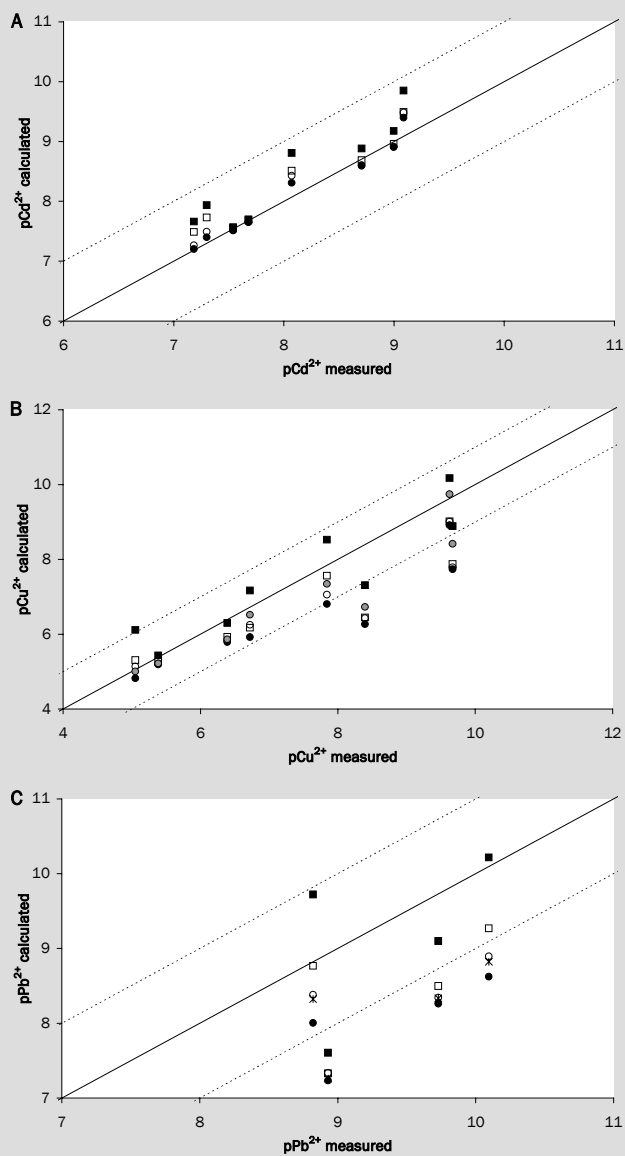 A
11
10
9
8
7
6
pCd²⁺ calculated
6 7 8 9 10 11
pCd²⁺ measured
B
12
10
8
6
4
pCu²⁺ calculated
4 6 8 10 12
pCu²⁺ measured
C
11
10
9
8
7
pPb²⁺ calculated
7 8 9 10 11
pPb²⁺ measured